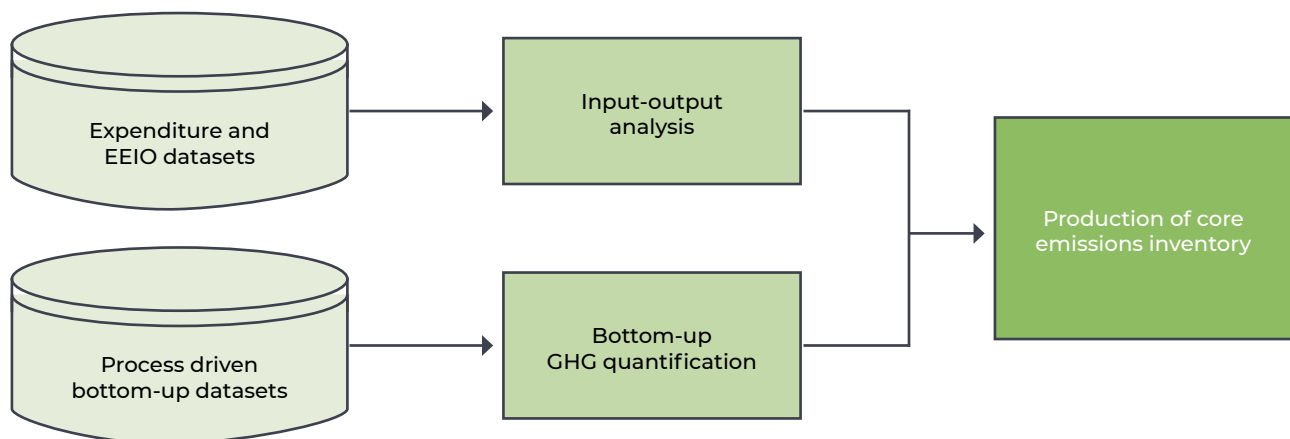 Expenditure and
EEIO datasets
Input-output
analysis
Production of core
emissions inventory
Process driven
bottom-up datasets
Bottom-up
GHG quantification